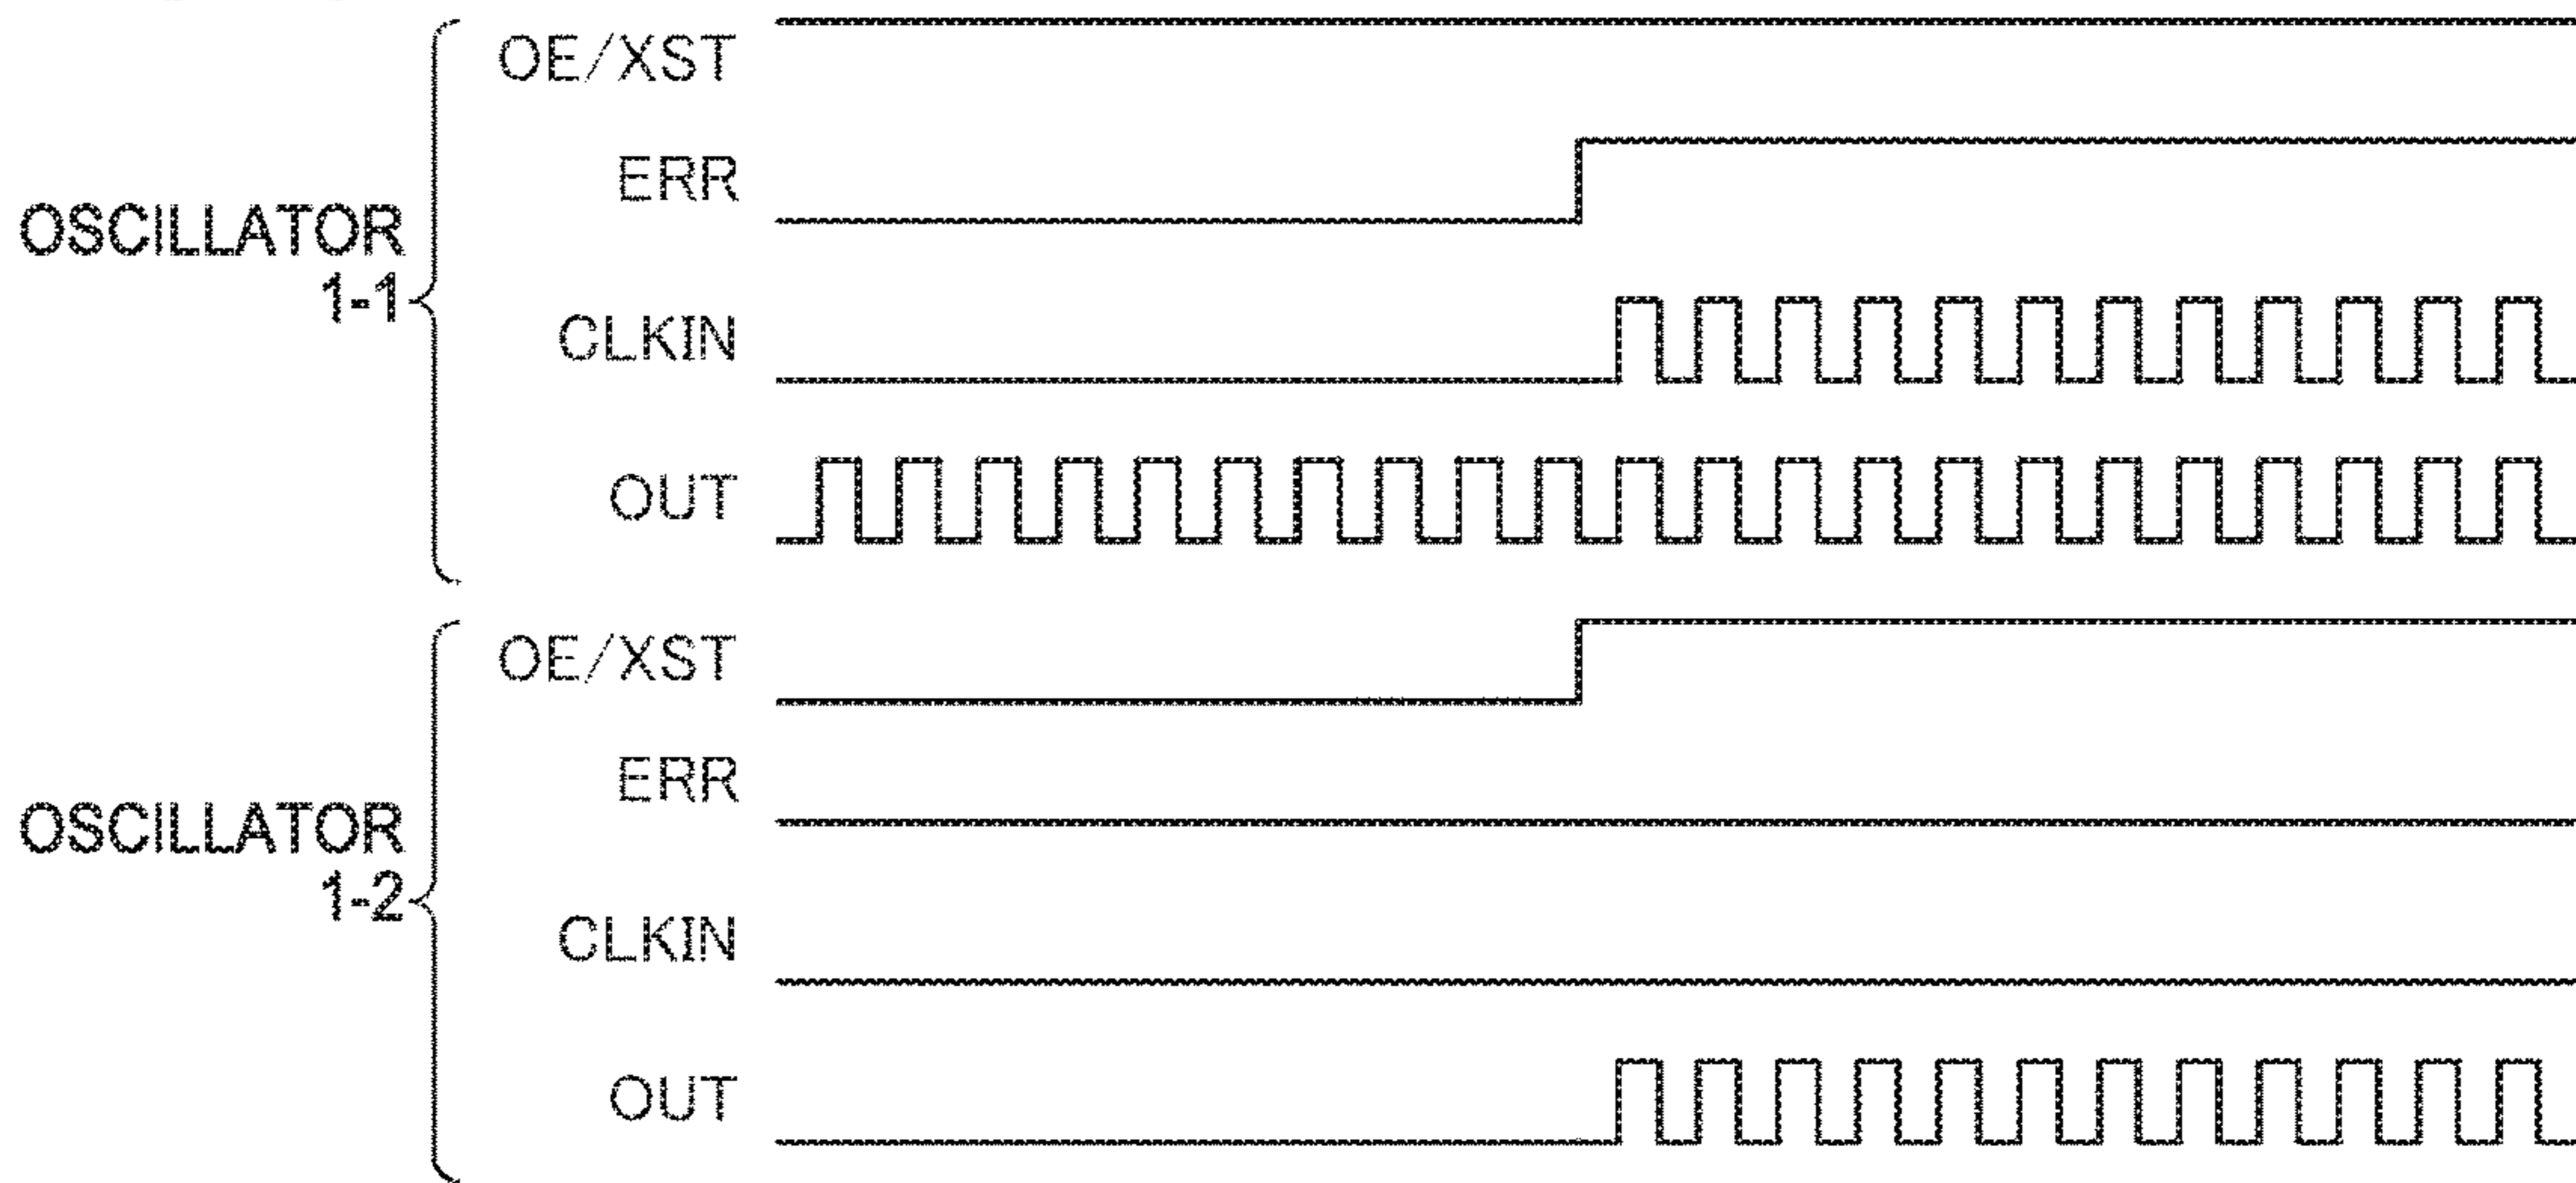 OSCILLATOR
1-1
OE/XST
ERR
CLKIN
OUT
OSCILLATOR
1-2
OE/XST
ERR
CLKIN
OUT